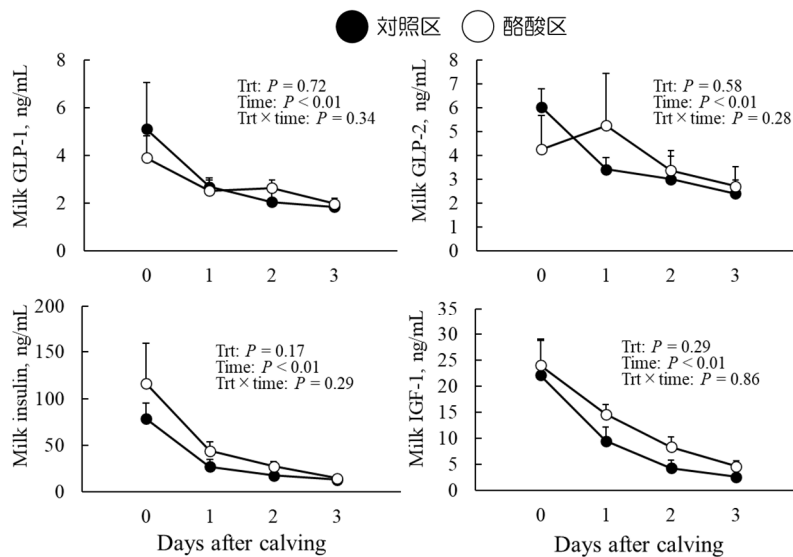 対照区 酪酸区
Milk GLP-1, ng/mL
8
6
4
2
0
Trt: P = 0.72
Time: P < 0.01
Trt × time: P = 0.34
0 1 2 3
Milk GLP-2, ng/mL
8
7
6
5
4
3
2
1
0
Trt: P = 0.58
Time: P < 0.01
Trt × time: P = 0.28
0 1 2 3
Milk insulin, ng/mL
200
150
100
50
0
Trt: P = 0.17
Time: P < 0.01
Trt × time: P = 0.29
0 1 2 3
Days after calving
Milk IGF-1, ng/mL
35
30
25
20
15
10
5
0
Trt: P = 0.29
Time: P < 0.01
Trt × time: P = 0.86
0 1 2 3
Days after calving